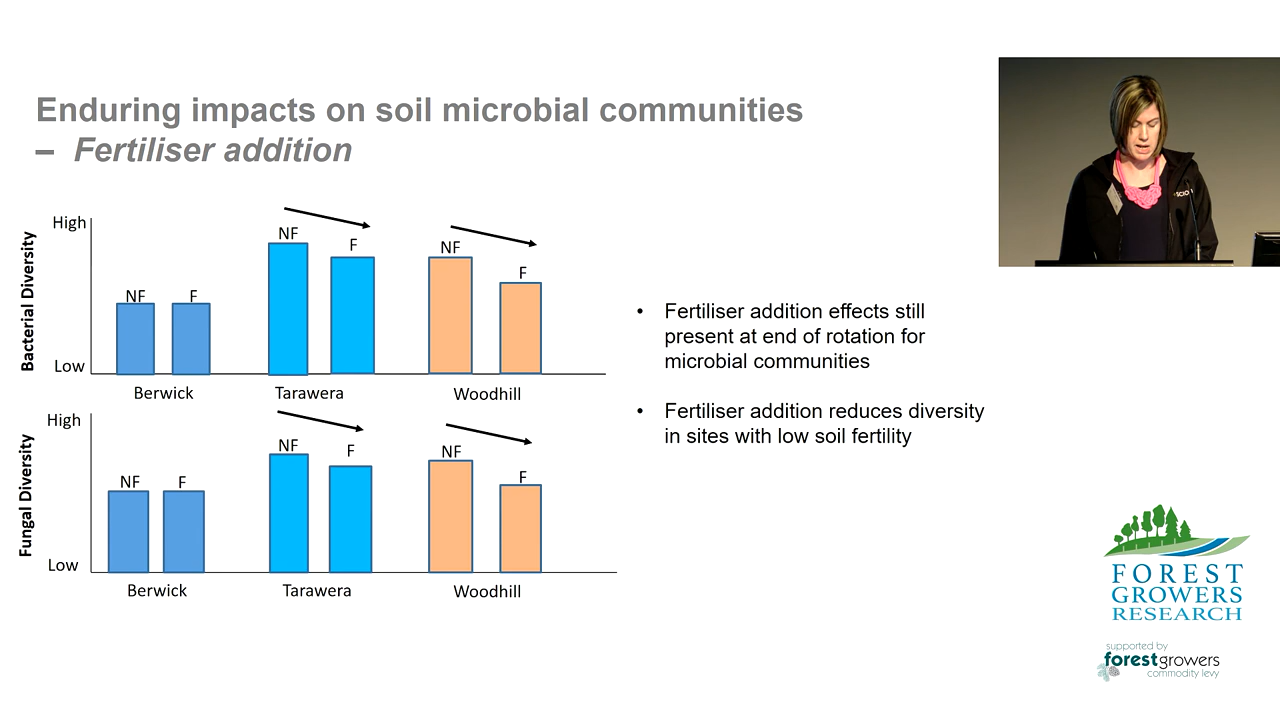 Enduring impacts on soil microbial communities
– Fertiliser addition
High
Bacterial Diversity
Low
NF
F
NF
F
NF
F
Berwick
Tarawera
Woodhill
High
Fungal Diversity
Low
NF
F
NF
F
NF
F
Berwick
Tarawera
Woodhill
• Fertiliser addition effects still
present at end of rotation for
microbial communities
• Fertiliser addition reduces diversity
in sites with low soil fertility
SCION
FOREST
GROWERS
RESEARCH
supported by
forestgrowers
commodity levy